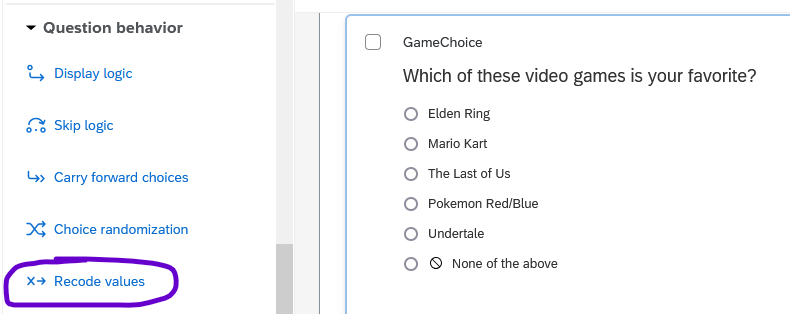 Question behavior
Display logic
Skip logic
Carry forward choices
Choice randomization
Recode values
GameChoice
Which of these video games is your favorite?
Elden Ring
Mario Kart
The Last of Us
Pokemon Red/Blue
Undertale
None of the above